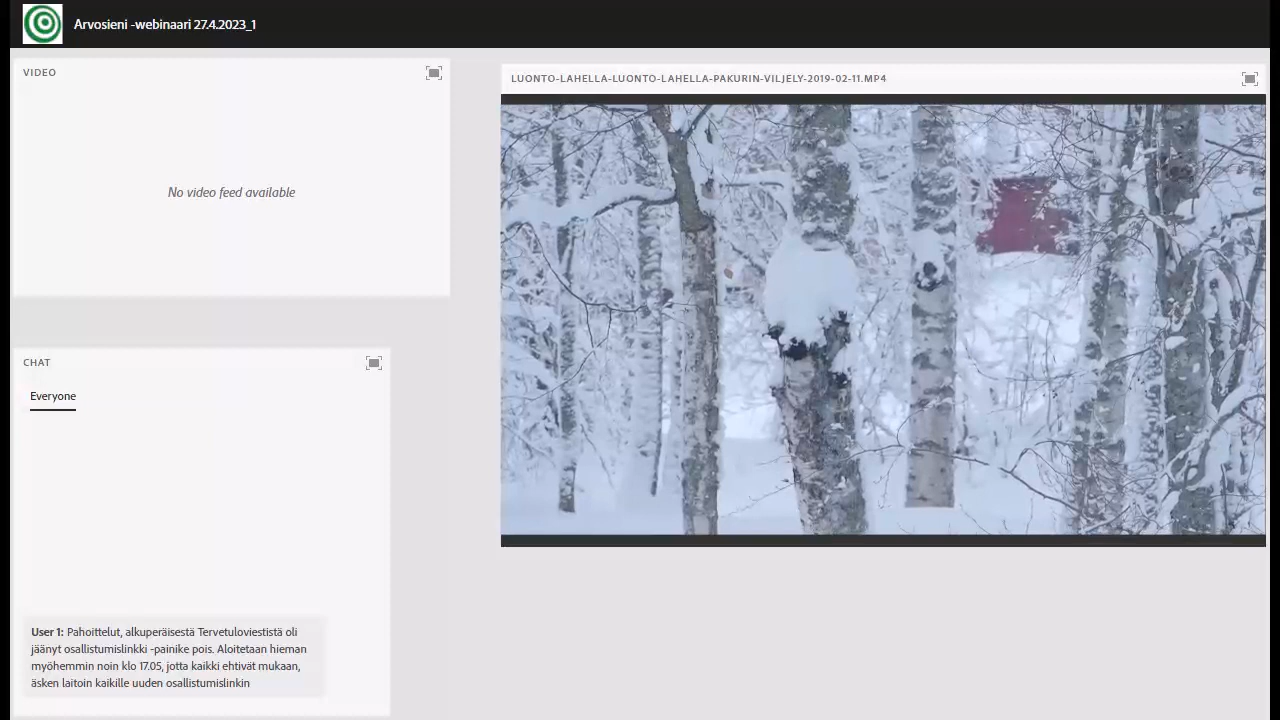 Arvosieni -webinaari 27.4.2023_1
VIDEO
No video feed available
LUONTO-LAHELLA-LUONTO-LAHELLA-PAKURIN-VILJELY-2019-02-11.MP4
CHAT
Everyone
User 1: Pahoittelut, alkuperäisestä Tervetuloviestistä oli
jäänyt osallistumislinkki -painike pois. Aloitetaan hieman
myöhemmin noin klo 17.05, jotta kaikki ehtivät mukaan,
äsken laitoin kaikille uuden osallistumislinkin